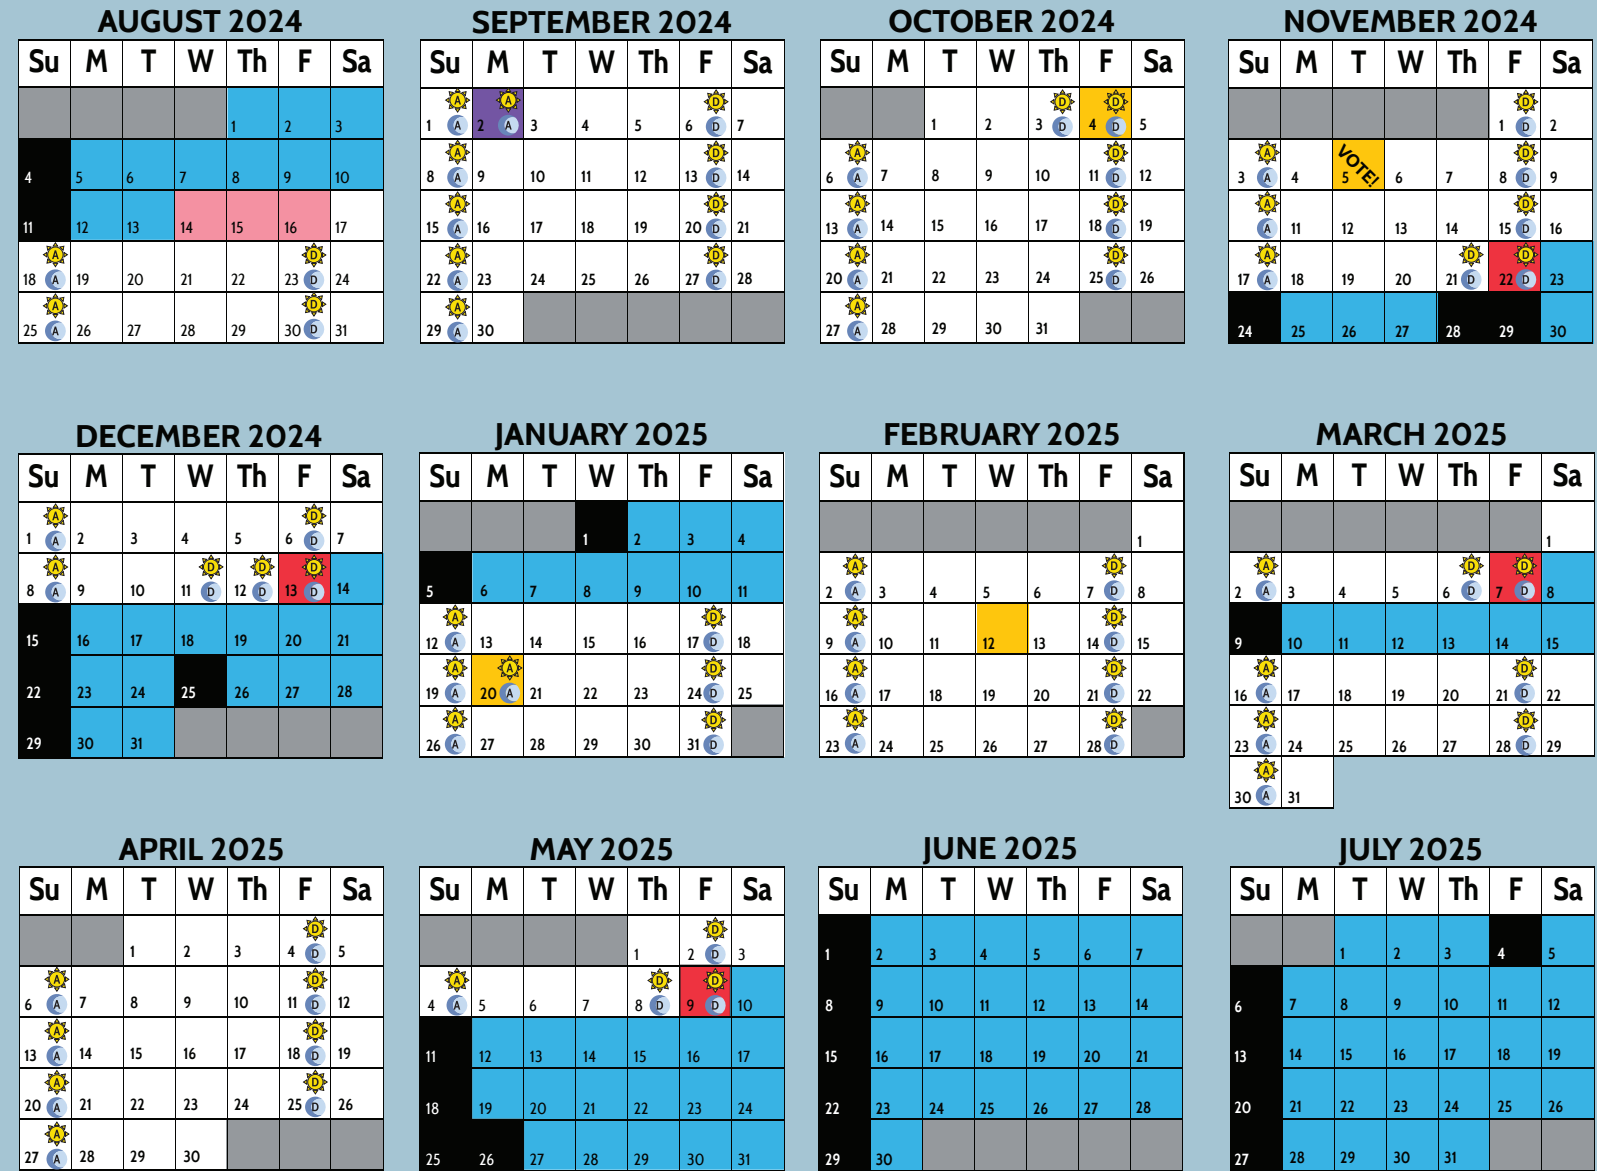 AUGUST 2024
Su M T W Th F Sa
1 2 3
4 5 6 7 8 9 10
11 12 13 14 15 16 17
A D
18 A 19 20 21 22 23 D 24
A D
25 A 26 27 28 29 30 D 31
SEPTEMBER 2024
Su M T W Th F Sa
A A D
1 A 2 A 3 4 5 6 D 7
A D
8 A 9 10 11 12 13 D 14
A D
15 A 16 17 18 19 20 D 21
A D
22 A 23 24 25 26 27 D 28
A
29 A 30
OCTOBER 2024
Su M T W Th F Sa
D D
1 2 3 D 4 D 5
A D
6 A 7 8 9 10 11 D 12
A D
13 A 14 15 16 17 18 D 19
A D
20 A 21 22 23 24 25 D 26
A
27 A 28 29 30 31
NOVEMBER 2024
Su M T W Th F Sa
D
1 D 2
A VOTE! D
3 A 4 5 6 7 8 D 9
A D
A 11 12 13 14 15 D 16
A D D
17 A 18 19 20 21 D 22 D 23
24 25 26 27 28 29 30
DECEMBER 2024
Su M T W Th F Sa
A D
1 A 2 3 4 5 6 D 7
A D D D
8 A 9 10 11 D 12 D 13 D 14
15 16 17 18 19 20 21
22 23 24 25 26 27 28
29 30 31
JANUARY 2025
Su M T W Th F Sa
1 2 3 4
5 6 7 8 9 10 11
A D
12 A 13 14 15 16 17 D 18
A A D
19 A 20 A 21 22 23 24 D 25
A D
26 A 27 28 29 30 31 D
FEBRUARY 2025
Su M T W Th F Sa
1
A D
2 A 3 4 5 6 7 D 8
A D
9 A 10 11 12 13 14 D 15
A D
16 A 17 18 19 20 21 D 22
A D
23 A 24 25 26 27 28 D
MARCH 2025
Su M T W Th F Sa
1
A D D
2 A 3 4 5 6 D 7 D 8
9 10 11 12 13 14 15
A D
16 A 17 18 19 20 21 D 22
A D
23 A 24 25 26 27 28 D 29
A
30 A 31
APRIL 2025
Su M T W Th F Sa
D
1 2 3 4 D 5
A D
6 A 7 8 9 10 11 D 12
A D
13 A 14 15 16 17 18 D 19
A D
20 A 21 22 23 24 25 D 26
A
27 A 28 29 30
MAY 2025
Su M T W Th F Sa
D
1 2 D 3
A D D
4 A 5 6 7 8 D 9 D 10
11 12 13 14 15 16 17
18 19 20 21 22 23 24
25 26 27 28 29 30 31
JUNE 2025
Su M T W Th F Sa
1 2 3 4 5 6 7
8 9 10 11 12 13 14
15 16 17 18 19 20 21
22 23 24 25 26 27 28
29 30
JULY 2025
Su M T W Th F Sa
1 2 3 4 5
6 7 8 9 10 11 12
13 14 15 16 17 18 19
20 21 22 23 24 25 26
27 28 29 30 31